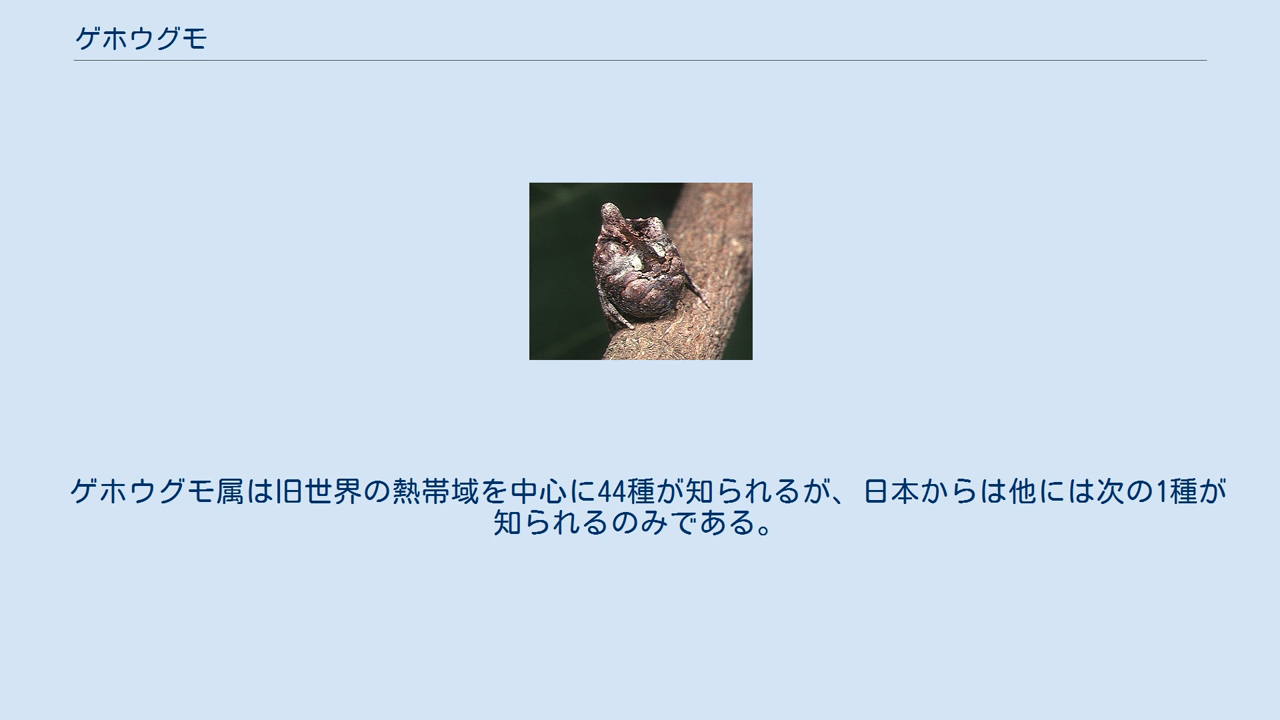 ゲホウグモ
ゲホウグモ属は旧世界の熱帯域を中心に44種が知られるが、日本からは他には次の1種が
知られるのみである。